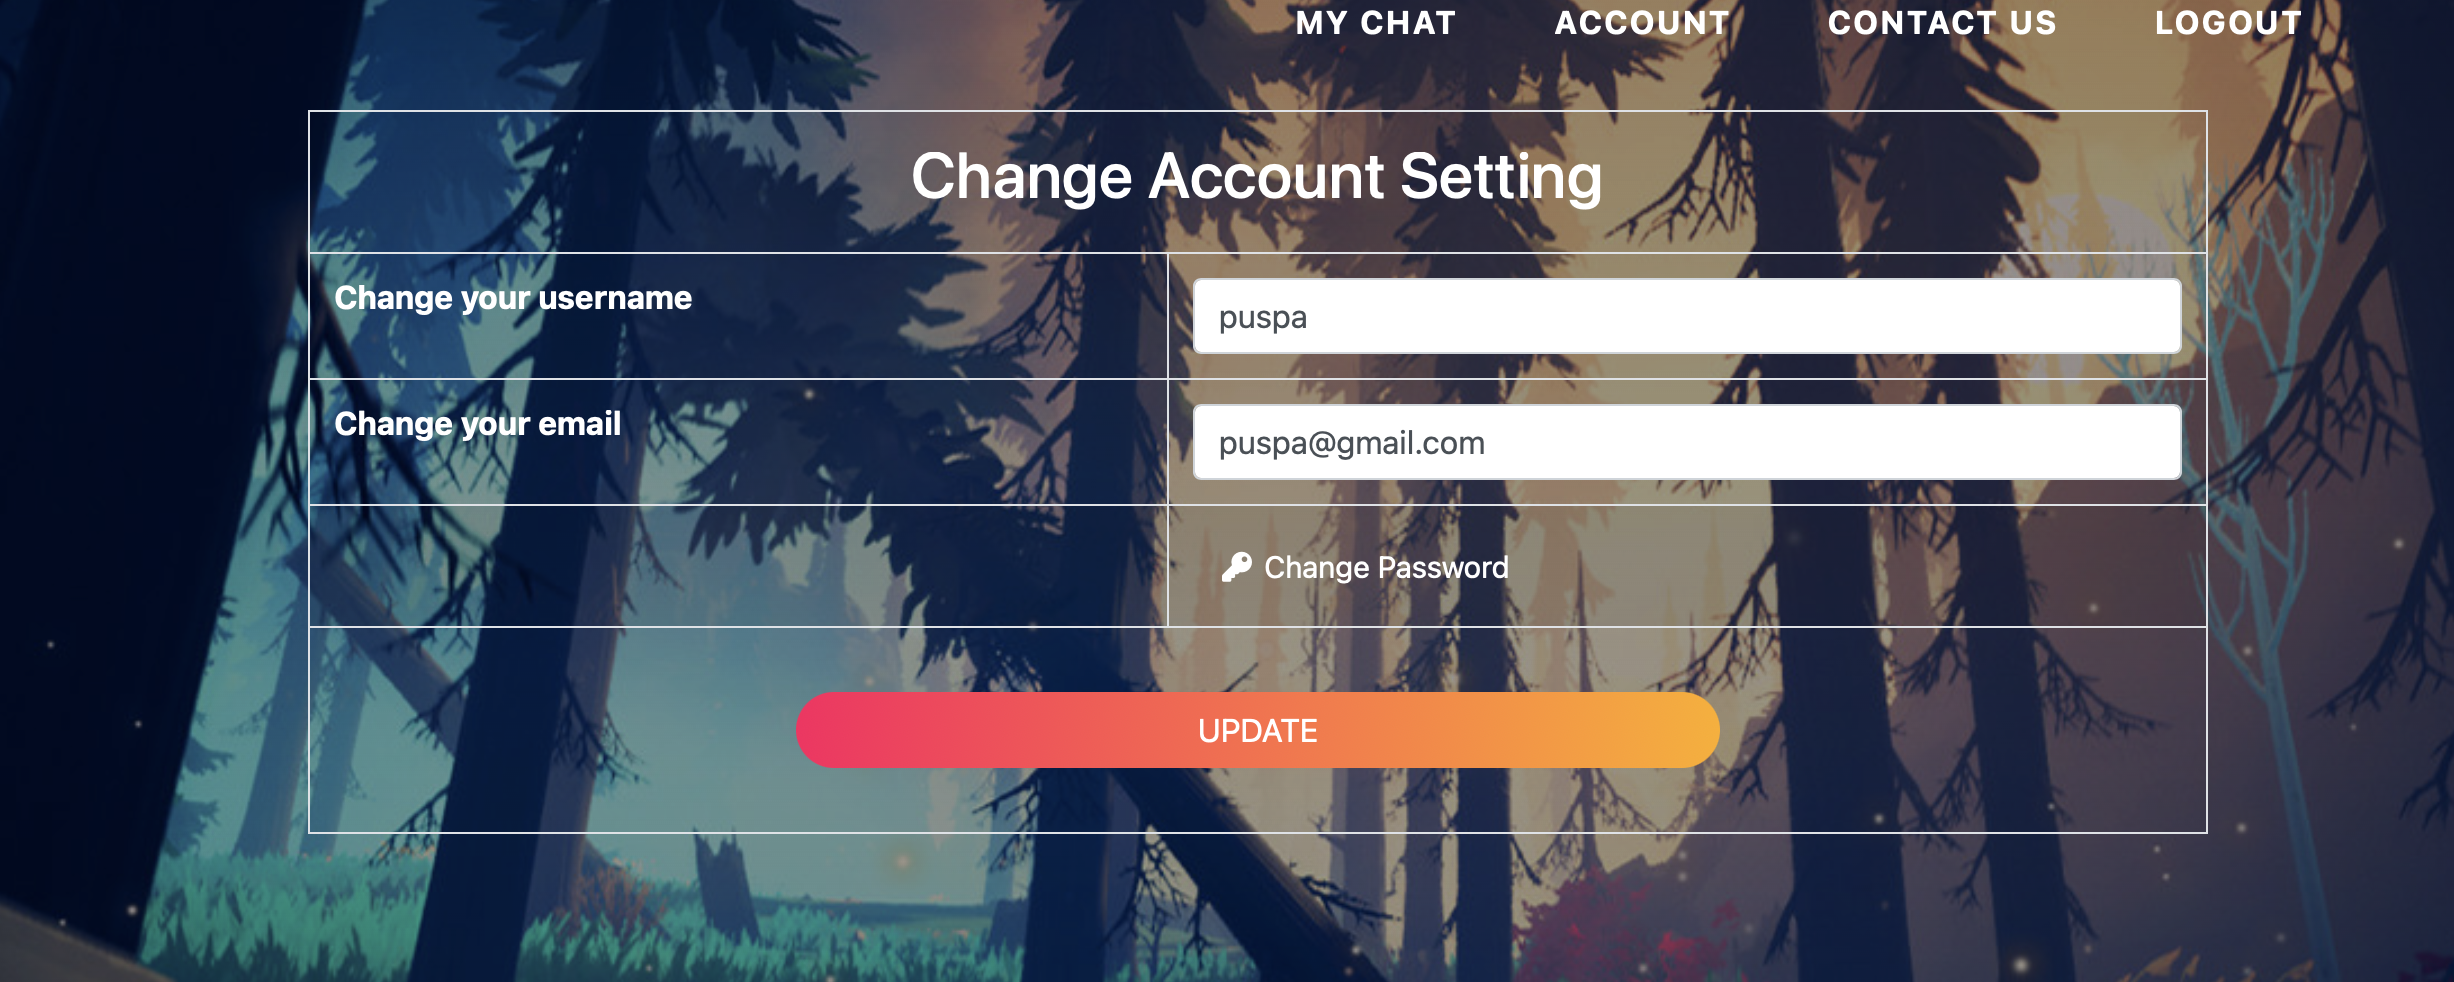 MY CHAT ACCOUNT CONTACT US LOGOUT
Change Account Setting
Change your username puspa
Change your email puspa@gmail.com
Change Password
UPDATE